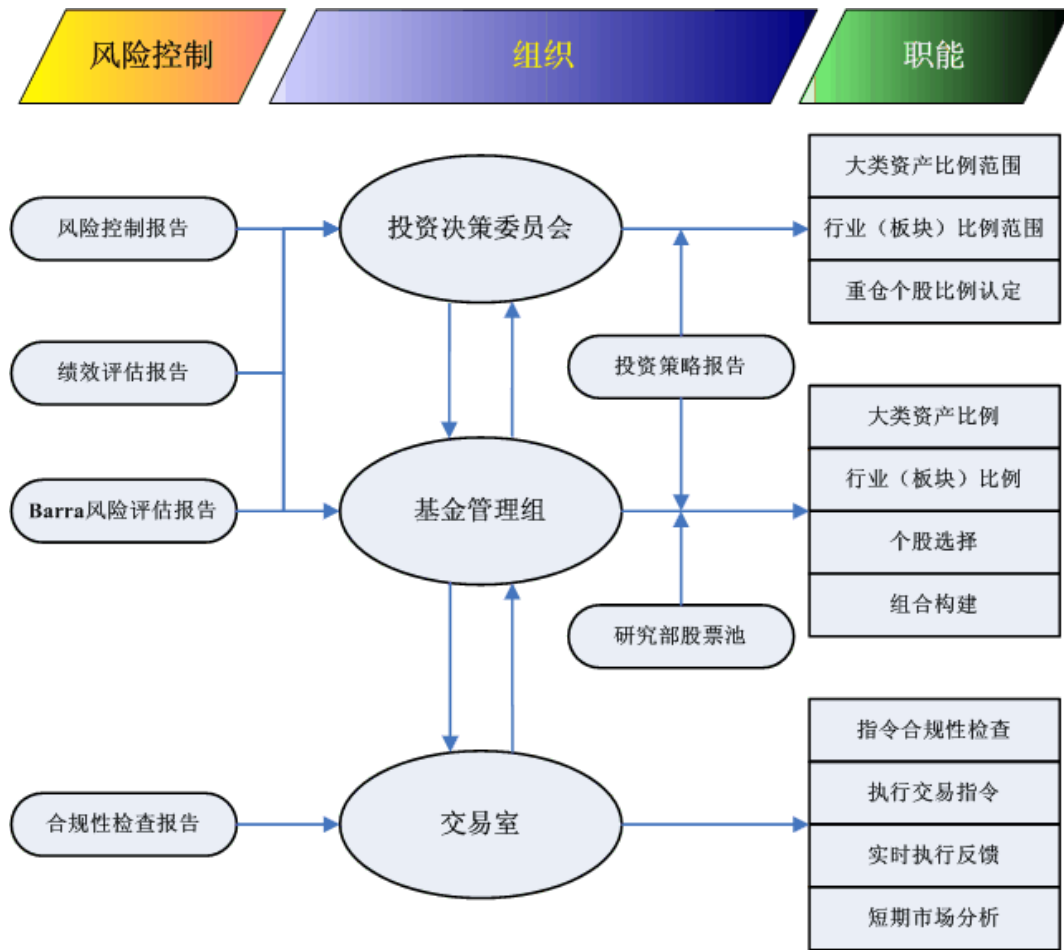 风险控制
组织
职能
大类资产比例范围
风险控制报告
投资决策委员会
行业（板块）比例范围
重仓个股比例认定
绩效评估报告
投资策略报告
大类资产比例
行业（板块）比例
Barra风险评估报告
基金管理组
个股选择
组合构建
研究部股票池
指令合规性检查
执行交易指令
合规性检查报告
交易室
实时执行反馈
短期市场分析